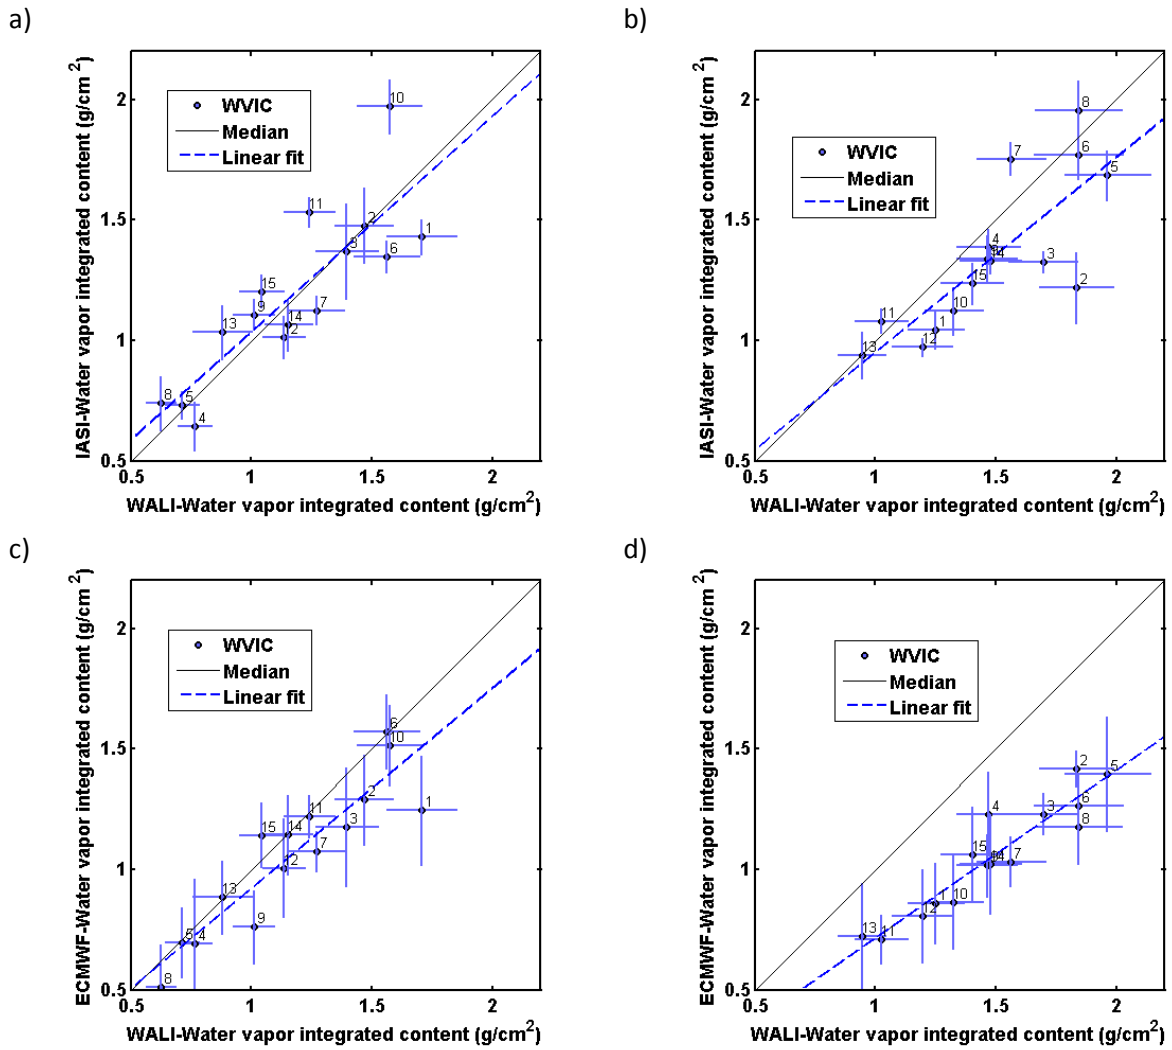 a)
IASI-Water vapor integrated content (g/cm²)
2
1.5
1
0.5
WVIC
Median
Linear fit
10
11
2
3
1
6
15
9
13
7
14
2
8
5
4
0.5 1 1.5 2
WALI-Water vapor integrated content (g/cm²)
b)
IASI-Water vapor integrated content (g/cm²)
2
1.5
1
0.5
WVIC
Median
Linear fit
8
7
6
5
4
14
3
2
15
10
11
1
12
13
0.5 1 1.5 2
WALI-Water vapor integrated content (g/cm²)
c)
ECMWF-Water vapor integrated content (g/cm²)
2
1.5
1
0.5
WVIC
Median
Linear fit
6
10
2
1
11
3
15
14
7
2
13
9
5
4
8
0.5 1 1.5 2
WALI-Water vapor integrated content (g/cm²)
d)
ECMWF-Water vapor integrated content (g/cm²)
2
1.5
1
0.5
WVIC
Median
Linear fit
2
5
6
4
3
8
15
14
7
1
10
12
13
11
0.5 1 1.5 2
WALI-Water vapor integrated content (g/cm²)